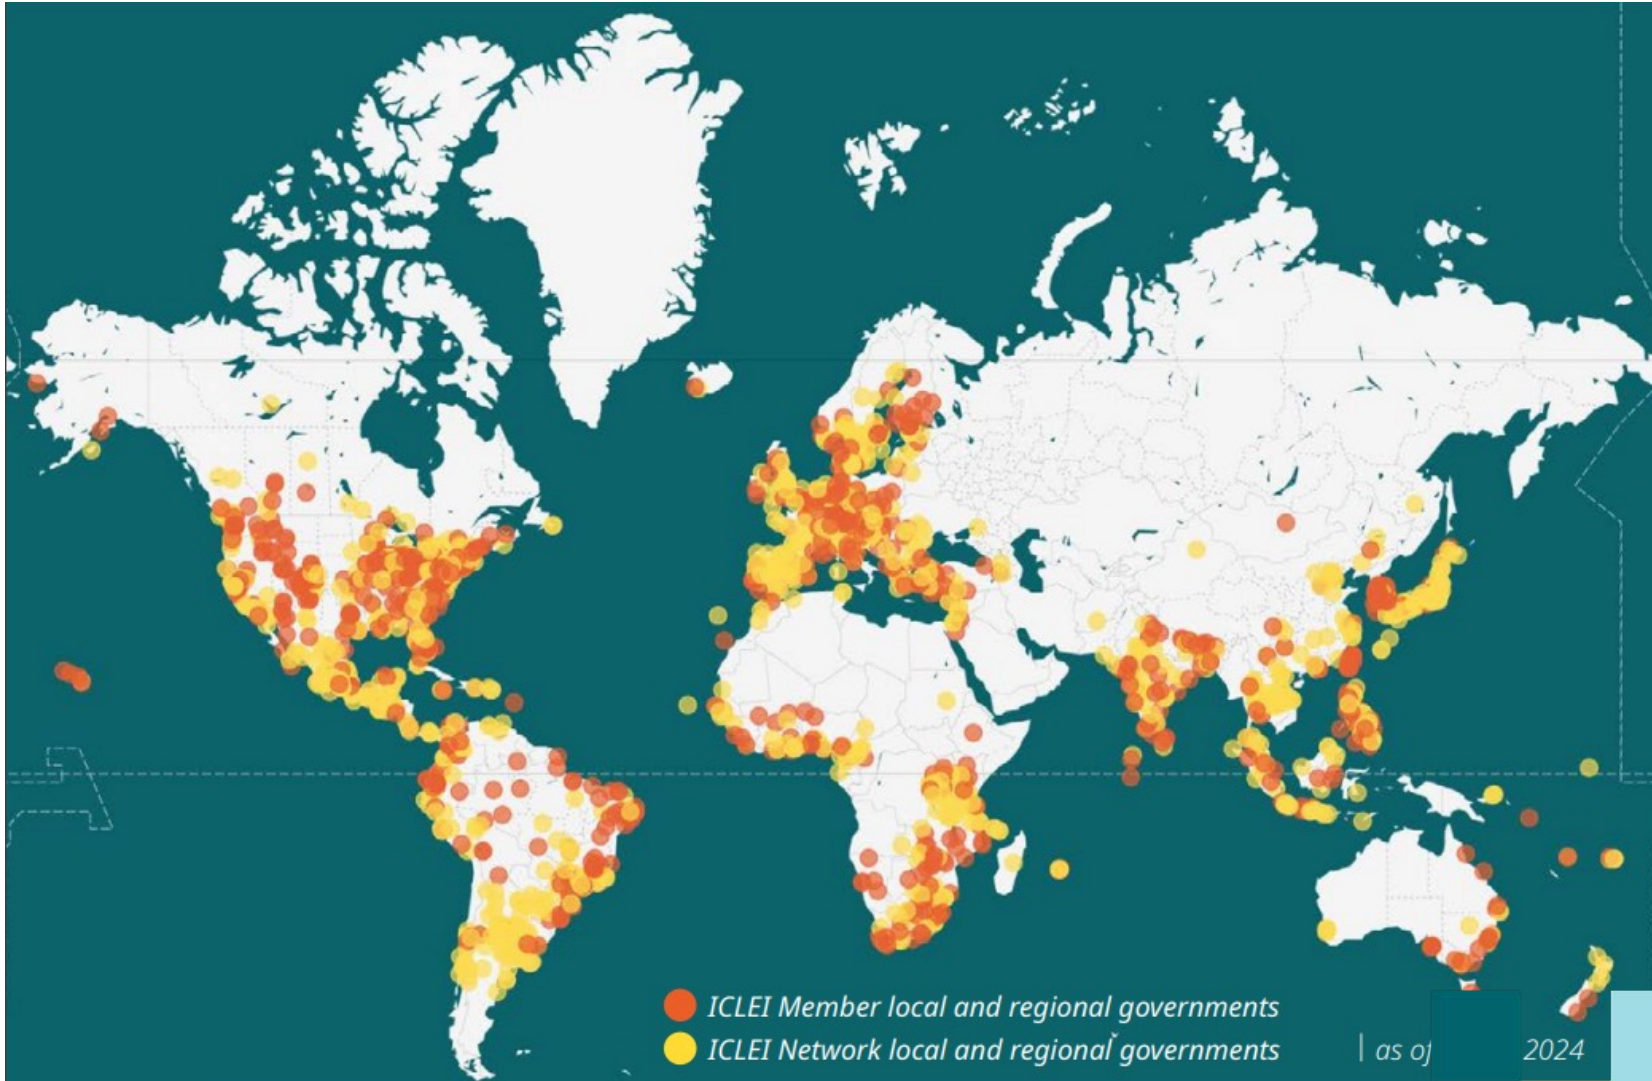 ICLEI Member local and regional governments
ICLEI Network local and regional governments
| as of 2024